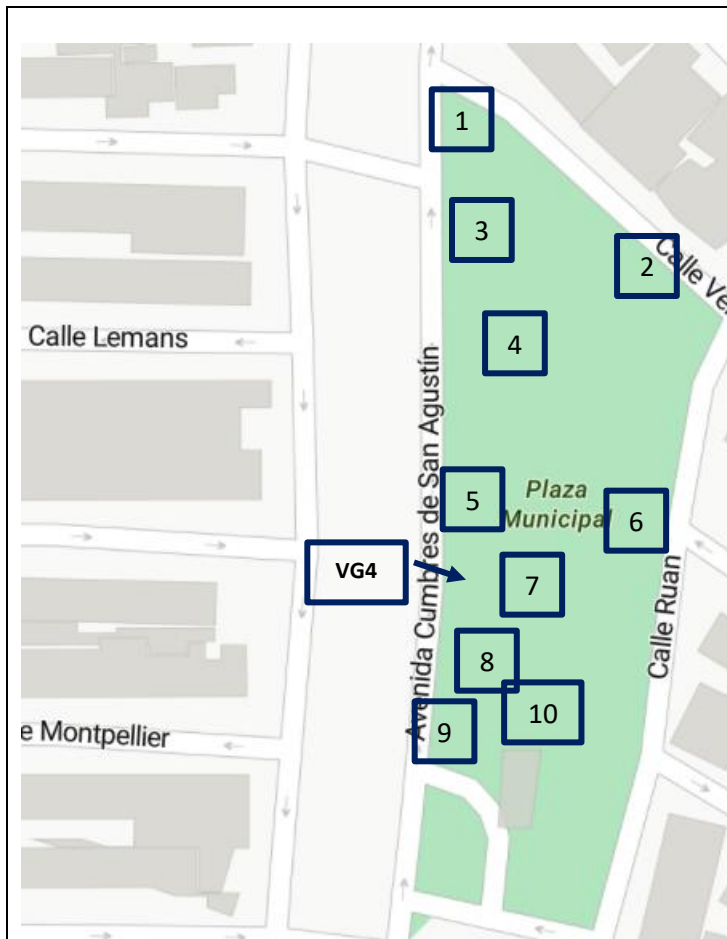 1
3
2
Calle Ve
Calle Lemans
4
Avenida Cumbres de San Agustín
5
Plaza
Municipal
6
VG4
7
Calle Ruan
8
10
9
e Montpellier